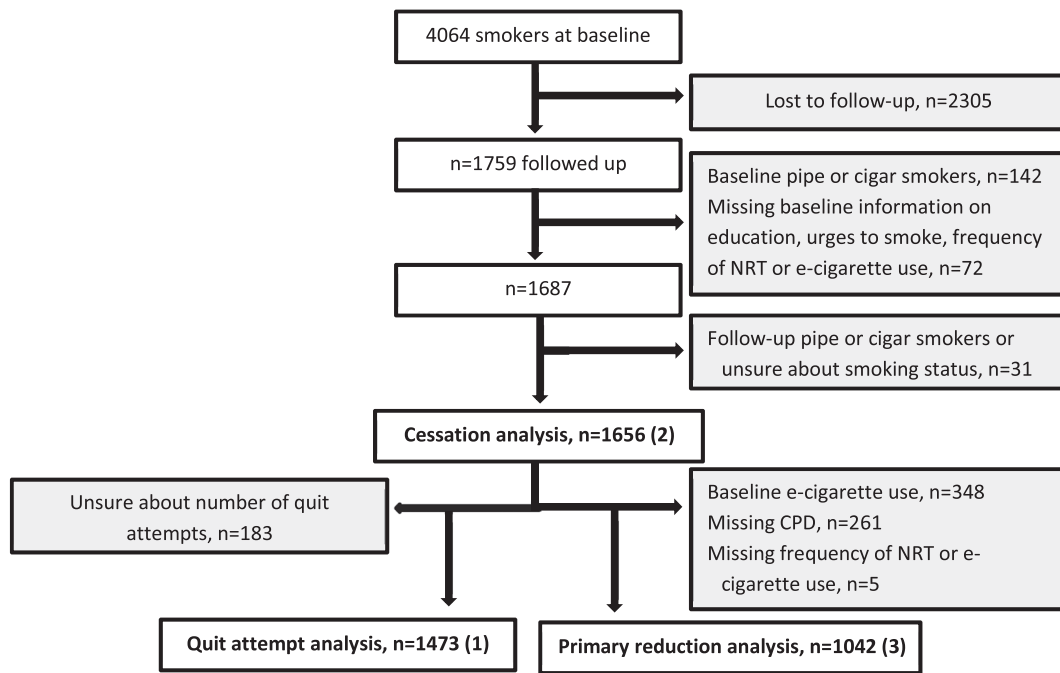 4064 smokers at baseline
Lost to follow-up, n=2305
n=1759 followed up
Baseline pipe or cigar smokers, n=142
Missing baseline information on
education, urges to smoke, frequency
of NRT or e-cigarette use, n=72
n=1687
Follow-up pipe or cigar smokers or
unsure about smoking status, n=31
Cessation analysis, n=1656 (2)
Unsure about number of quit
attempts, n=183
Baseline e-cigarette use, n=348
Missing CPD, n=261
Missing frequency of NRT or e-
cigarette use, n=5
Quit attempt analysis, n=1473 (1)
Primary reduction analysis, n=1042 (3)